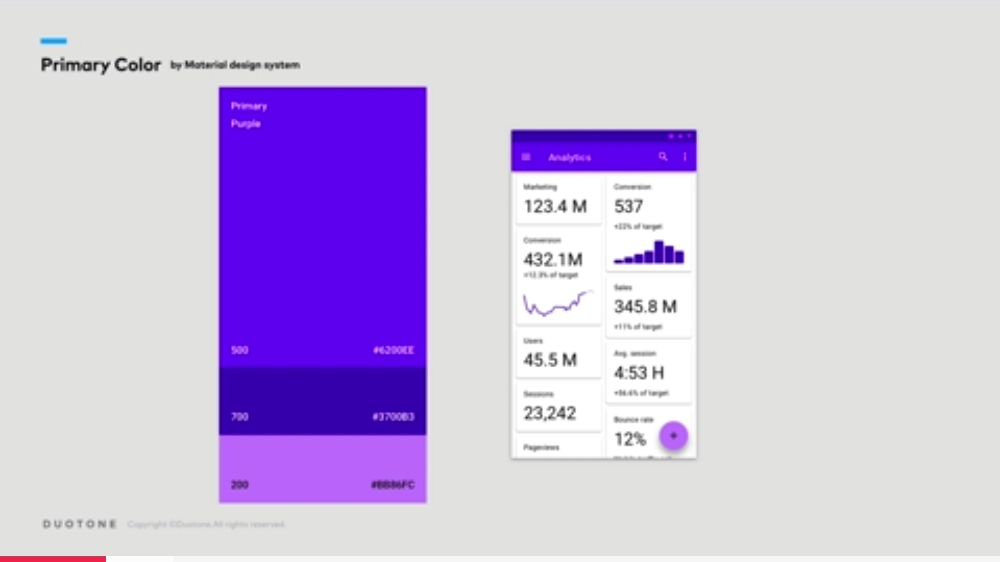 Primary Color by Material design system
Primary
Purple
500 #6200EE
700 #3700B3
200 #BB86FC
Analytics
Marketing
123.4 M
Conversion
432.1M
+12.3% of target
Users
45.5 M
Sessions
23,242
Pageviews
Conversion
537
+22% of target
Sales
345.8 M
+11% of target
Avg. session
4:53 H
+56.6% of target
Bounce rate
12%
DUOTONE Copyright ©Duotone.All rights reserved.